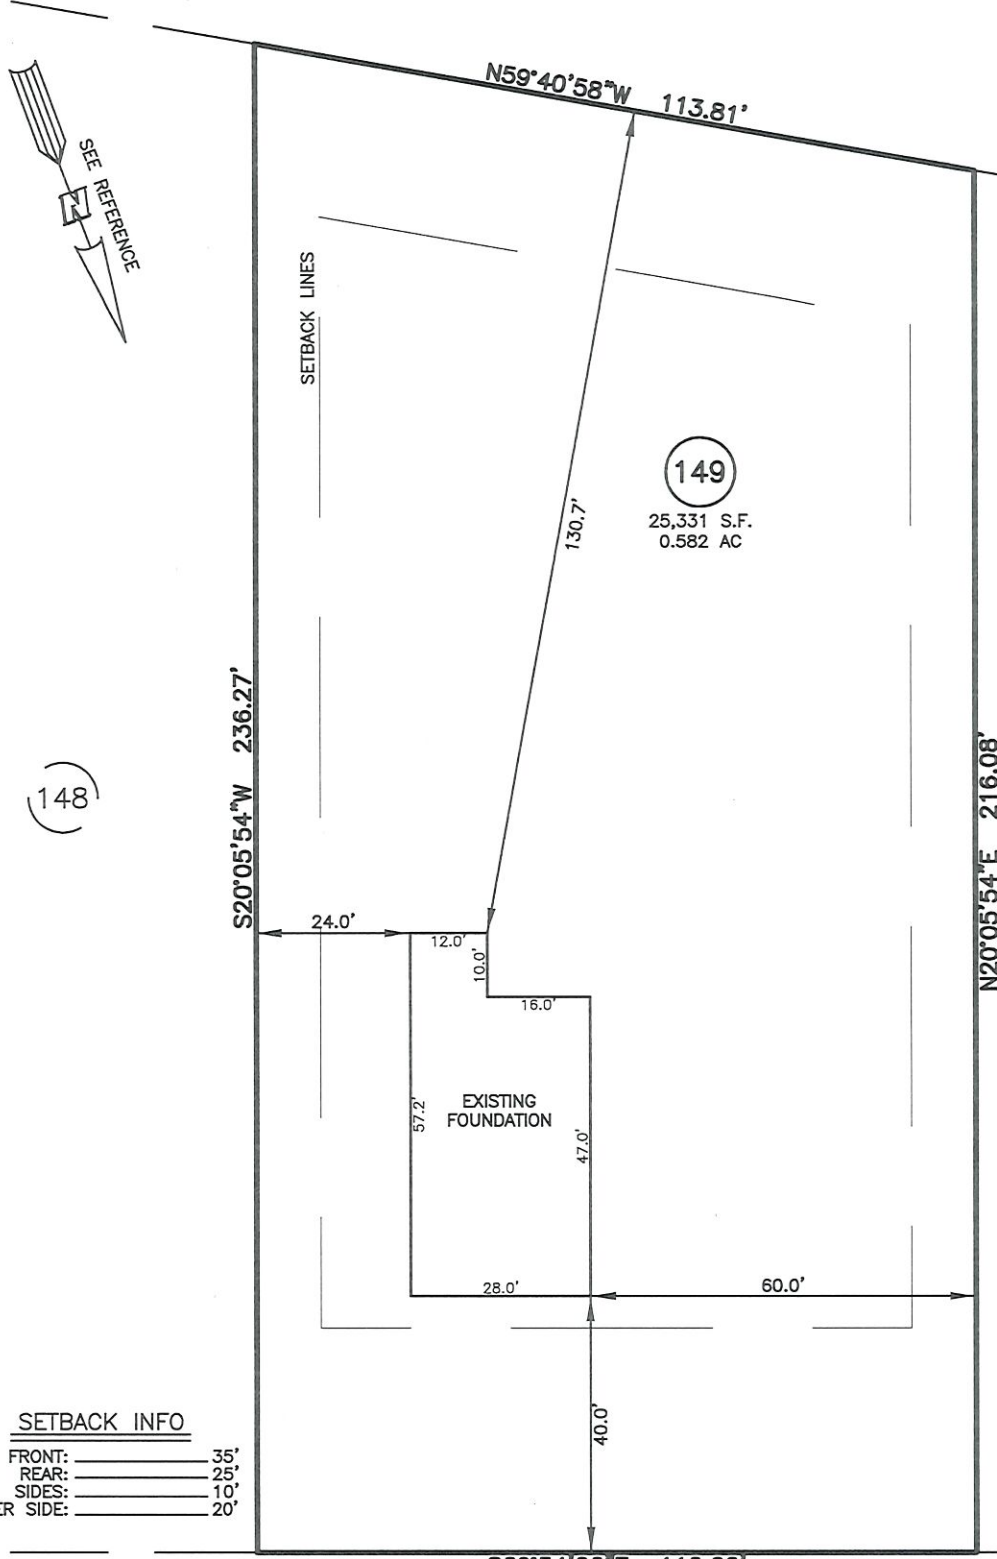 N59°40'58"W 113.81'
SEE REFERENCE
N
SETBACK LINES
149
25,331 S.F.
0.582 AC
130.7'
S20°05'54"W 236.27'
N20°05'54"E 216.08'
148
24.0'
12.0'
10.0'
16.0'
EXISTING
FOUNDATION
57.2'
47.0'
28.0'
60.0'
40.0'
SETBACK INFO
FRONT: 35'
REAR: 25'
SIDES: 10'
SIDE: 20'